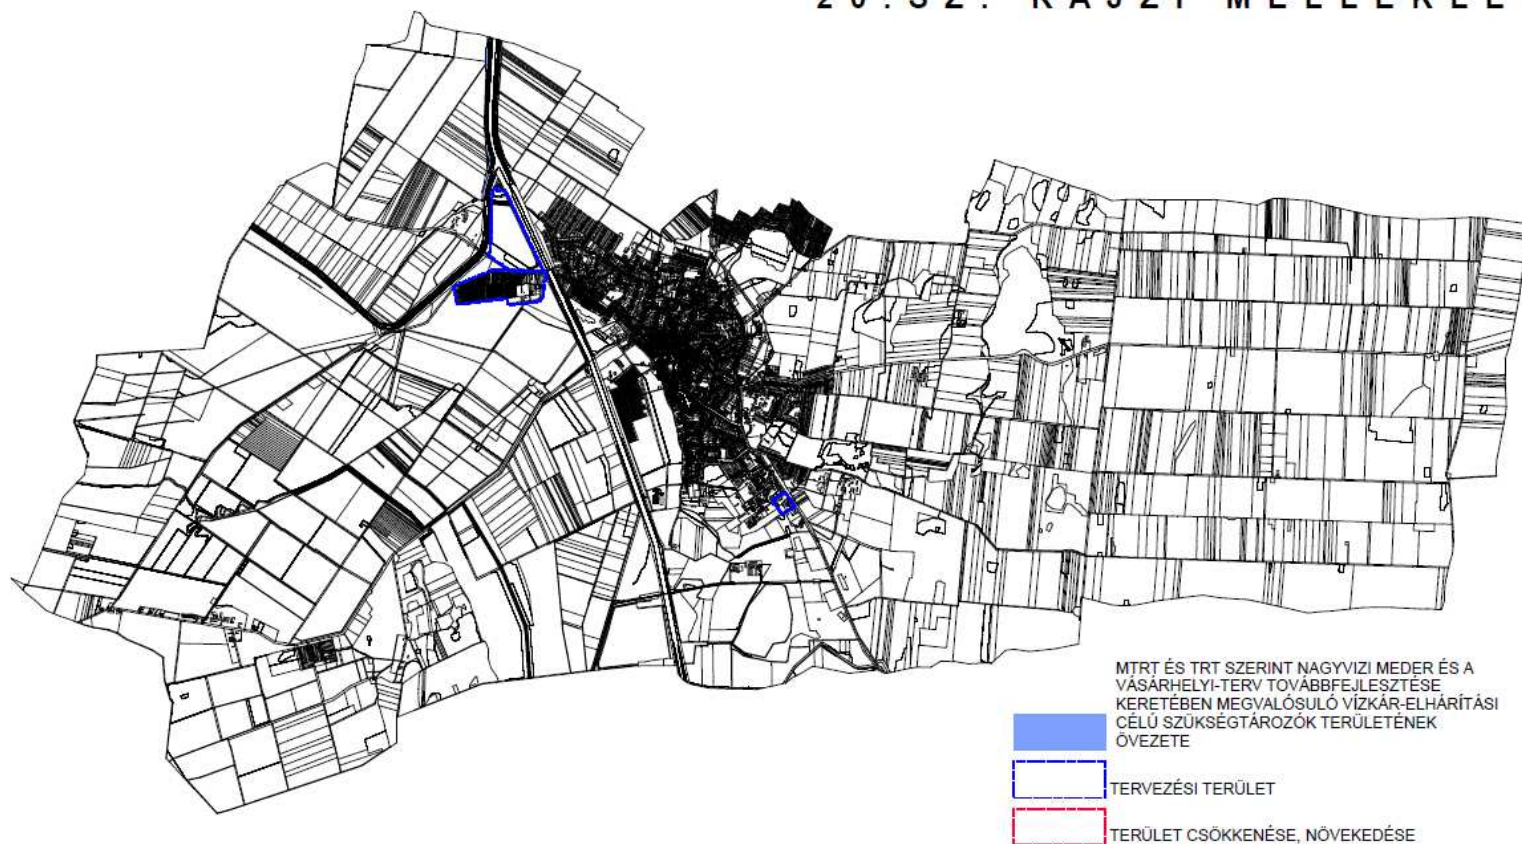 MTRT ÉS TRT SZERINT NAGYVIZI MEDER ÉS A
VÁSÁRHELYI-TERV TOVÁBBFEJLESZTÉSE
KERETÉBEN MEGVALÓSULÓ VÍZKÁR-ELHÁRÍTÁSI
CÉLÚ SZÜKSÉGTÁROZÓK TERÜLETÉNEK
ÖVEZETE
TERVEZÉSI TERÜLET
TERÜLET CSÖKKENÉSE, NÖVEKEDÉSE